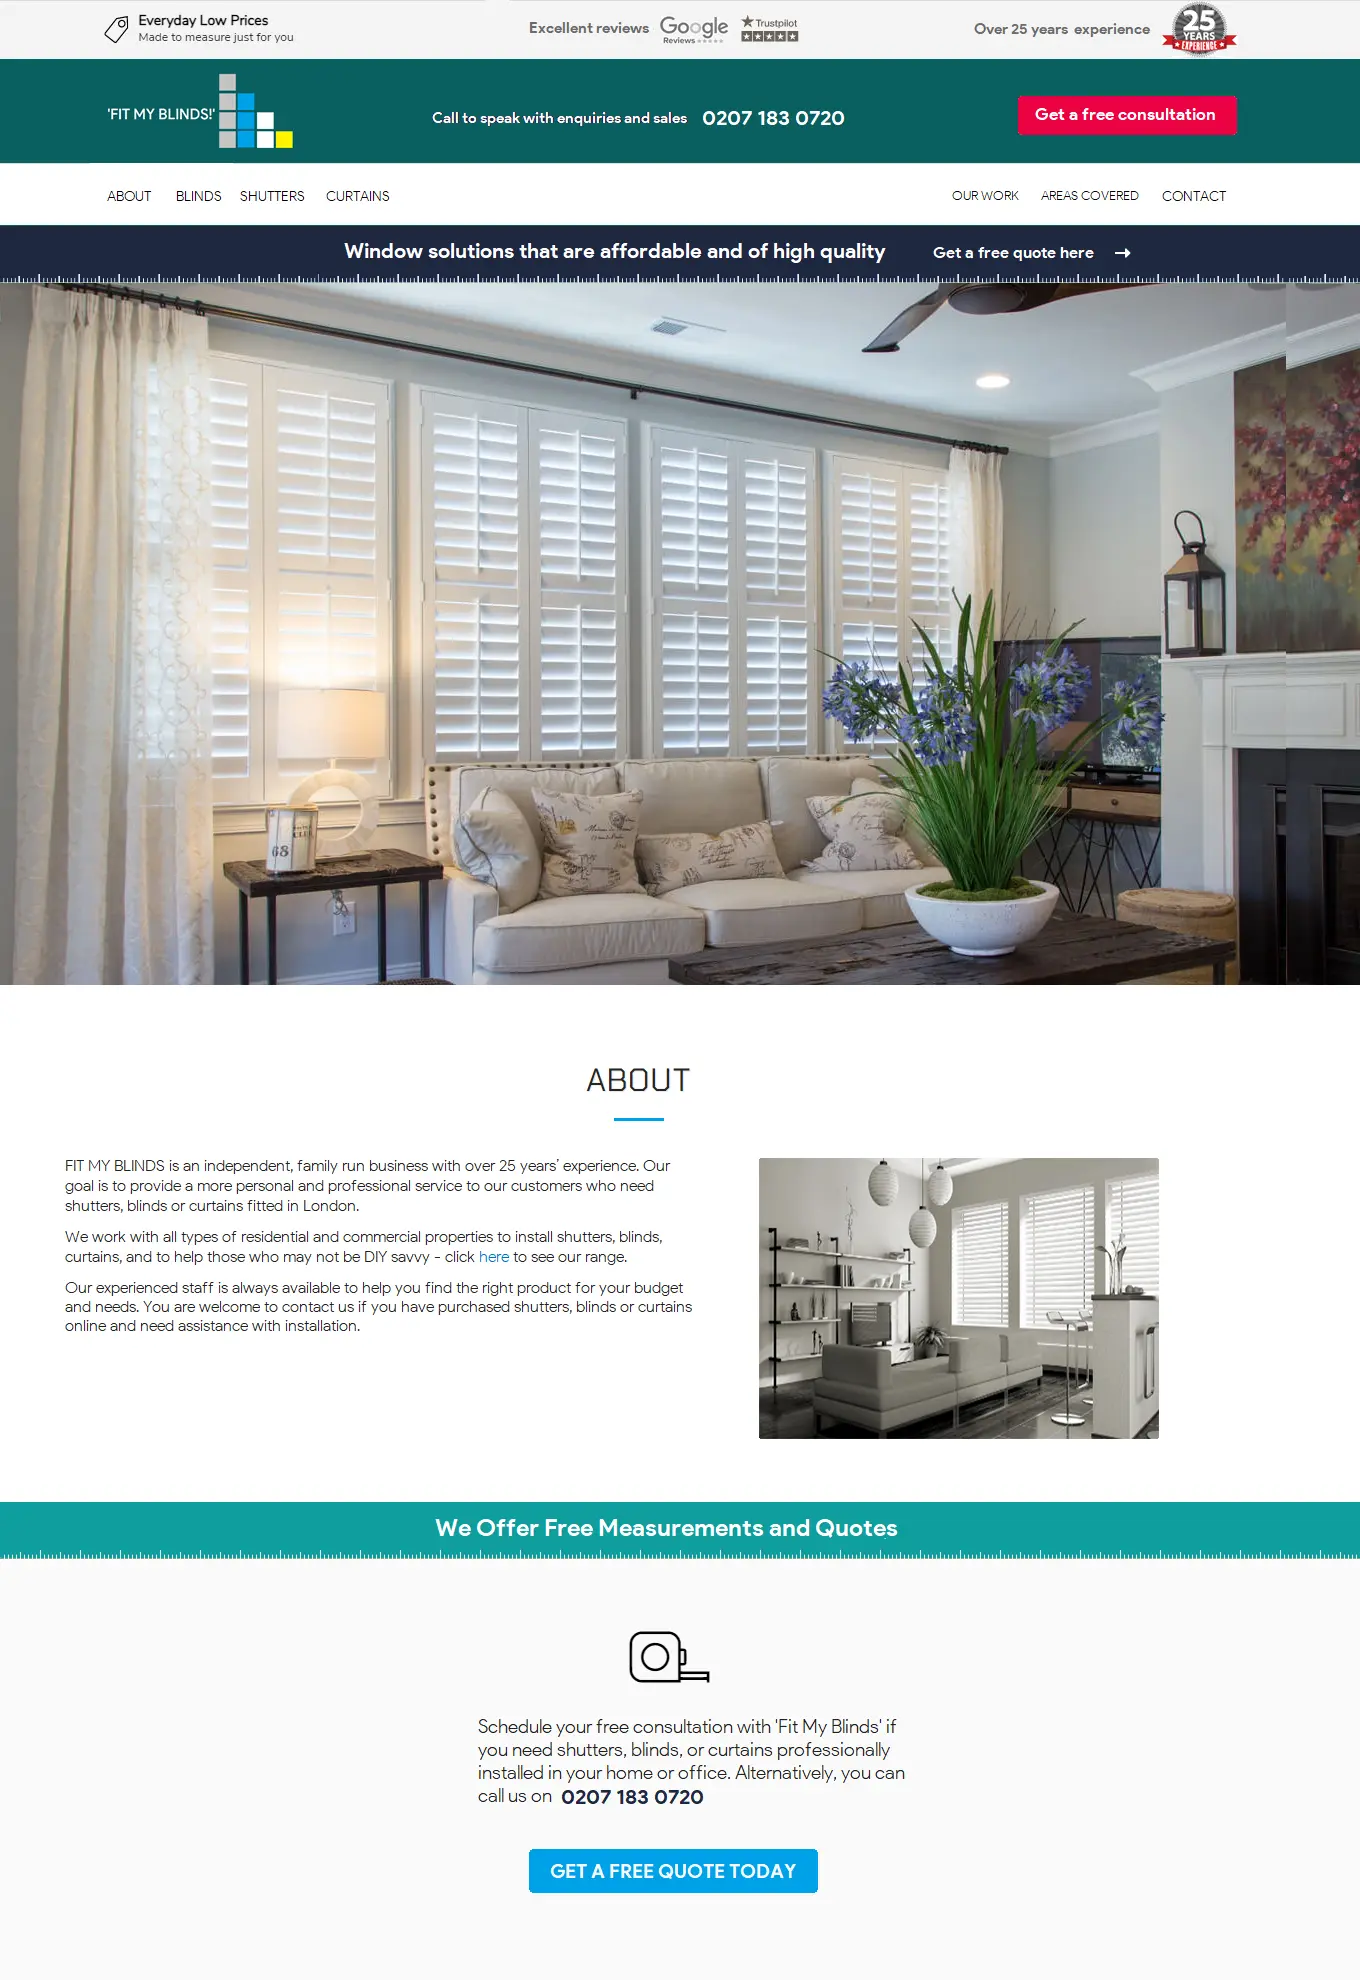 Everyday Low Prices
Made to measure just for you
Excellent reviews
Google
Reviews
Trustpilot
Over 25 years experience
25
YEARS
EXPERIENCE
'FIT MY BLINDS!'
Call to speak with enquiries and sales 0207 183 0720
Get a free consultation
ABOUT BLINDS SHUTTERS CURTAINS OUR WORK AREAS COVERED CONTACT
Window solutions that are affordable and of high quality Get a free quote here →
68
ABOUT
FIT MY BLINDS is an independent, family run business with over 25 years' experience. Our
goal is to provide a more personal and professional service to our customers who need
shutters, blinds or curtains fitted in London.
We work with all types of residential and commercial properties to install shutters, blinds,
curtains, and to help those who may not be DIY savvy - click here to see our range.
Our experienced staff is always available to help you find the right product for your budget
and needs. You are welcome to contact us if you have purchased shutters, blinds or curtains
online and need assistance with installation.
We Offer Free Measurements and Quotes
Schedule your free consultation with 'Fit My Blinds' if
you need shutters, blinds, or curtains professionally
installed in your home or office. Alternatively, you can
call us on 0207 183 0720
GET A FREE QUOTE TODAY